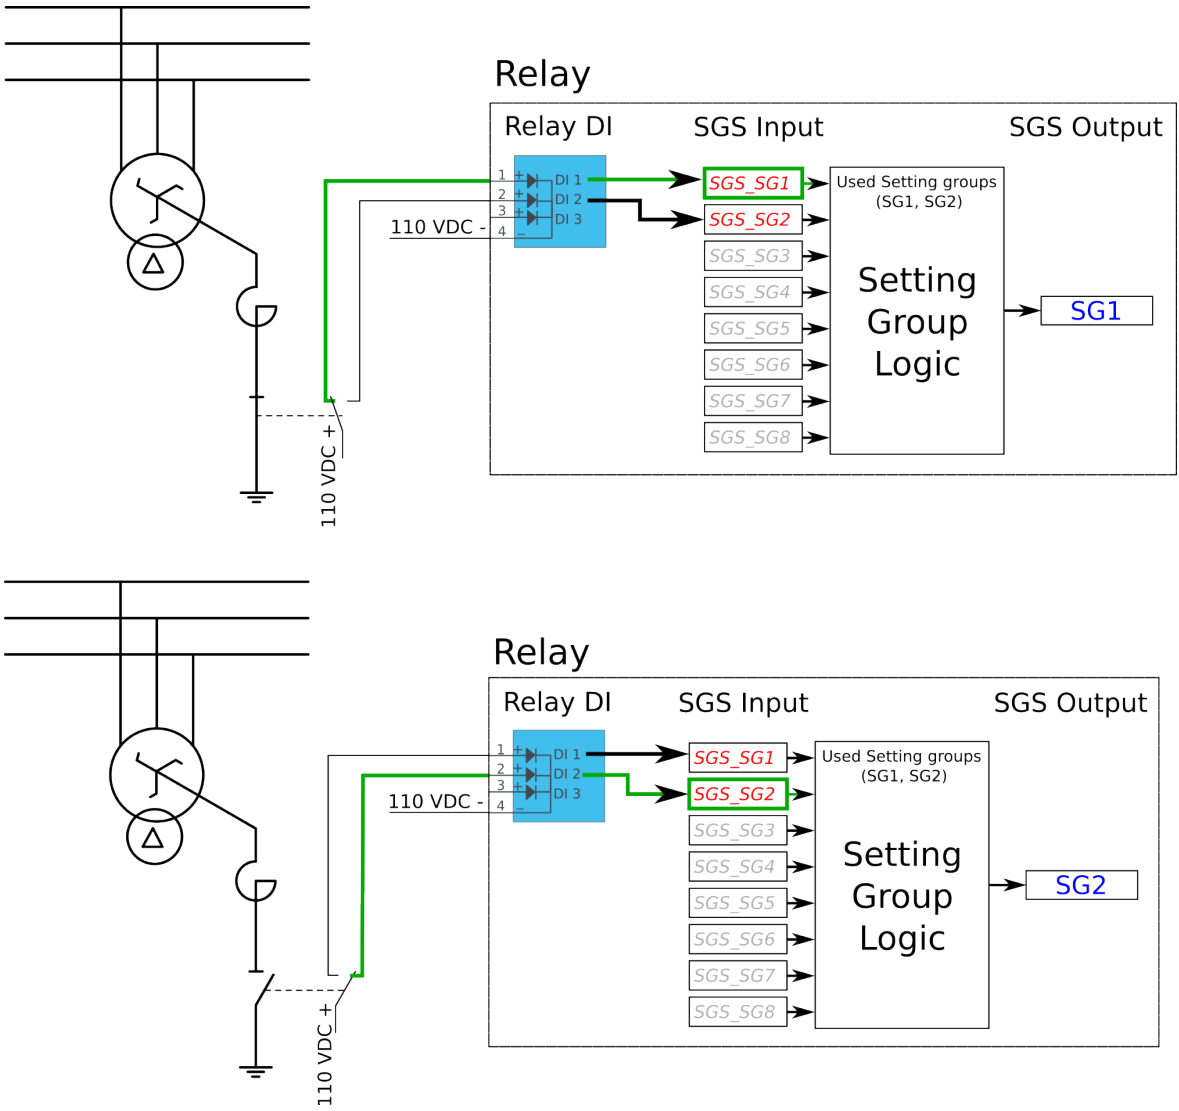 Relay
Relay DI
SGS Input
SGS Output
1 + DI 1
2 + DI 2
3 + DI 3
4 −
110 VDC -
110 VDC +
SGS_SG1
SGS_SG2
SGS_SG3
SGS_SG4
SGS_SG5
SGS_SG6
SGS_SG7
SGS_SG8
Used Setting groups
(SG1, SG2)
Setting
Group
Logic
SG1
Relay
Relay DI
SGS Input
SGS Output
1 + DI 1
2 + DI 2
3 + DI 3
4 −
110 VDC -
110 VDC +
SGS_SG1
SGS_SG2
SGS_SG3
SGS_SG4
SGS_SG5
SGS_SG6
SGS_SG7
SGS_SG8
Used Setting groups
(SG1, SG2)
Setting
Group
Logic
SG2